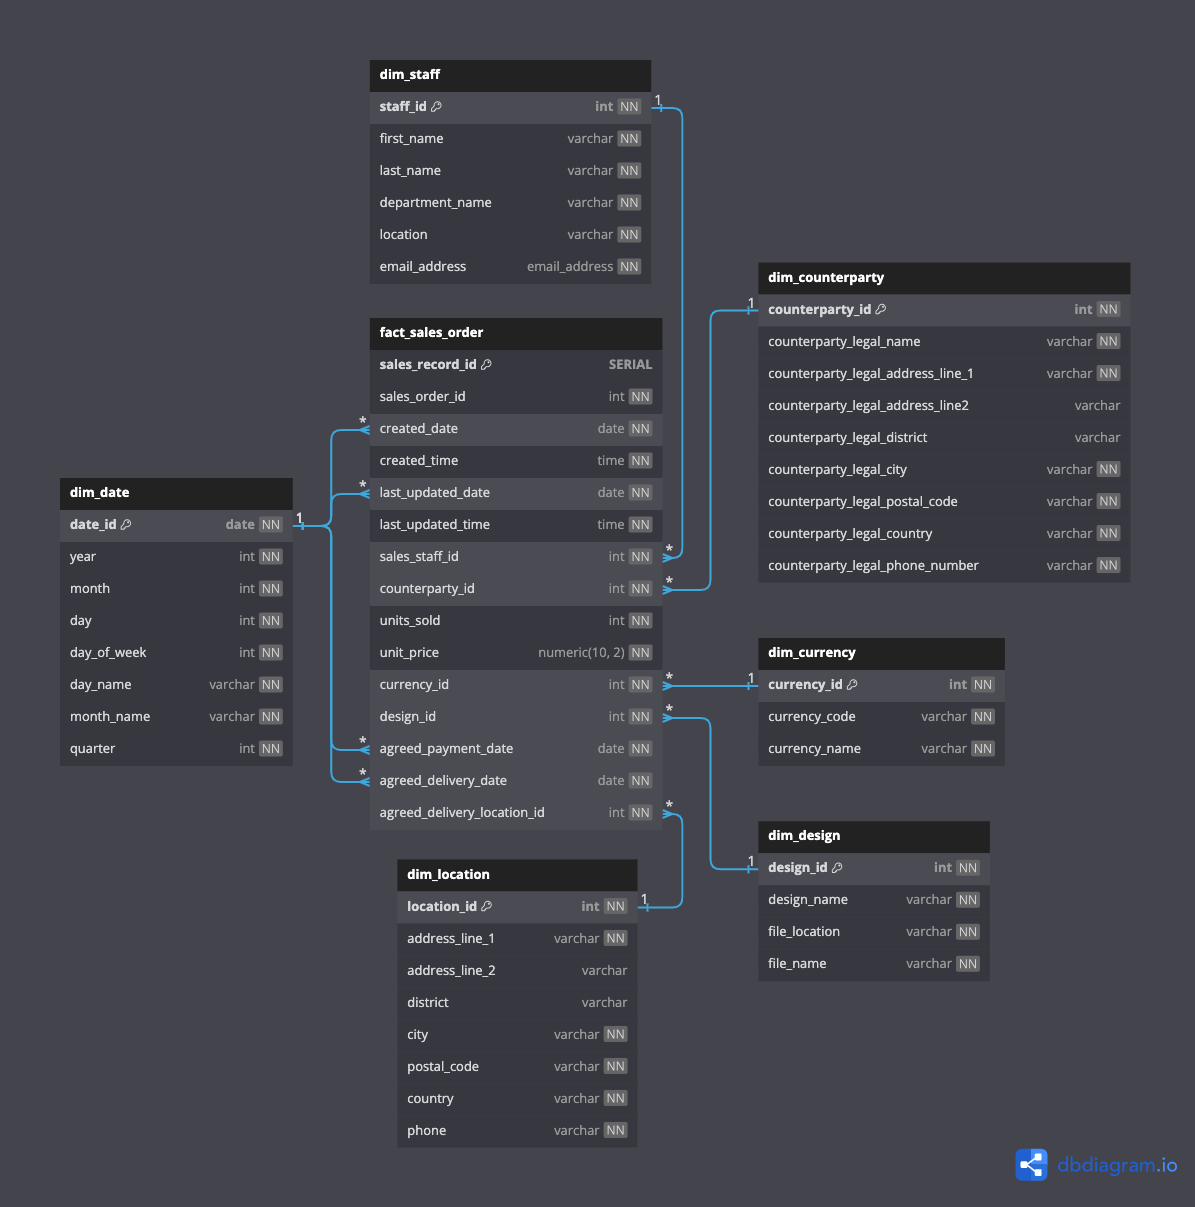 dim_staff
1
staff_id int NN
first_name varchar NN
last_name varchar NN
department_name varchar NN
location varchar NN
email_address email_address NN
dim_counterparty
1
counterparty_id int NN
counterparty_legal_name varchar NN
counterparty_legal_address_line_1 varchar NN
counterparty_legal_address_line2 varchar
counterparty_legal_district varchar
counterparty_legal_city varchar NN
counterparty_legal_postal_code varchar NN
counterparty_legal_country varchar NN
counterparty_legal_phone_number varchar NN
fact_sales_order
sales_record_id SERIAL
sales_order_id int NN
* created_date date NN
created_time time NN
* last_updated_date date NN
last_updated_time time NN
sales_staff_id int NN *
counterparty_id int NN *
units_sold int NN
unit_price numeric(10, 2) NN
currency_id int NN *
design_id int NN *
* agreed_payment_date date NN
* agreed_delivery_date date NN
agreed_delivery_location_id int NN *
dim_date
date_id date NN 1
year int NN
month int NN
day int NN
day_of_week int NN
day_name varchar NN
month_name varchar NN
quarter int NN
dim_currency
1
currency_id int NN
currency_code varchar NN
currency_name varchar NN
dim_design
1
design_id int NN
design_name varchar NN
file_location varchar NN
file_name varchar NN
dim_location
location_id int NN 1
address_line_1 varchar NN
address_line_2 varchar
district varchar
city varchar NN
postal_code varchar NN
country varchar NN
phone varchar NN
dbdiagram.io